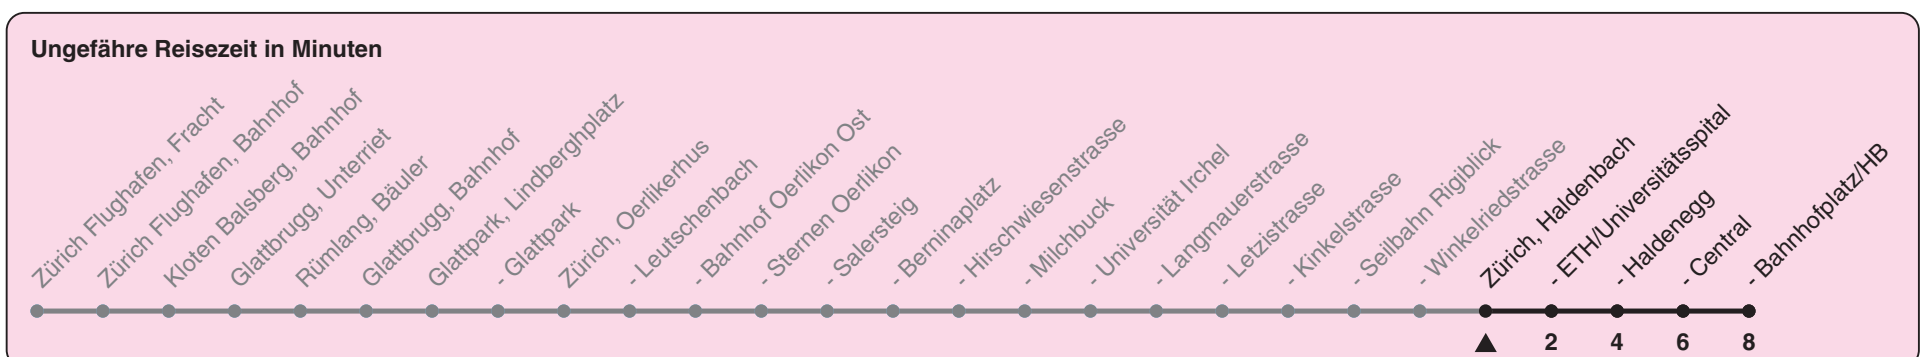 Ungefähre Reisezeit in Minuten
Zürich Flughafen, Fracht
Zürich Flughafen, Bahnhof
Kloten Balsberg, Bahnhof
Glattbrugg, Unterriet
Rümlang, Bäuler
Glattbrugg, Bahnhof
Glattpark, Lindberghplatz
- Glattpark
Zürich, Oerlikerhus
- Leutschenbach
- Bahnhof Oerlikon Ost
- Sternen Oerlikon
- Salersteig
- Berninaplatz
- Hirschwiesenstrasse
- Milchbuck
- Universität Irchel
- Langmauerstrasse
- Letzistrasse
- Kinkelstrasse
- Seilbahn Rigiblick
- Winkelriedstrasse
Zürich, Haldenbach
- ETH/Universitätsspital
- Haldenegg
- Central
- Bahnhofplatz/HB
2 4 6 8